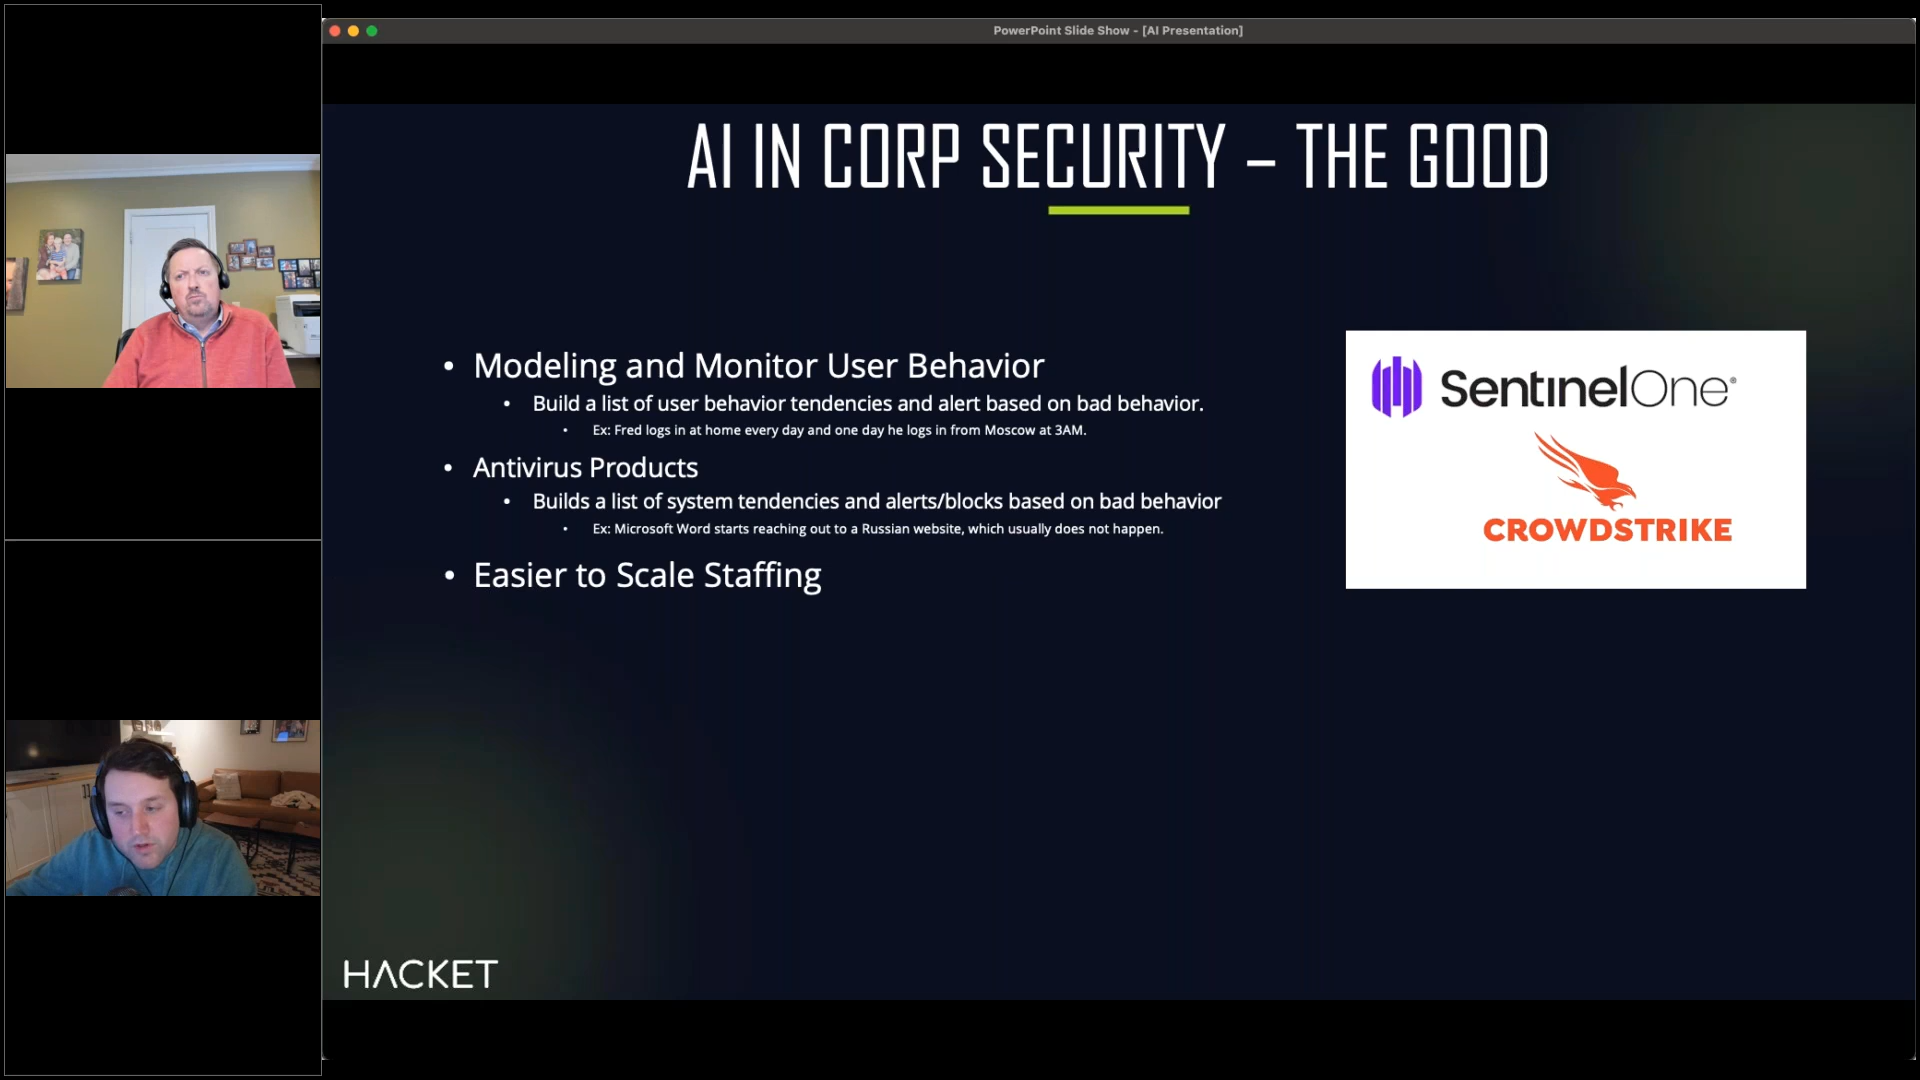 PowerPoint Slide Show - [AI Presentation]
AI IN CORP SECURITY – THE GOOD
• Modeling and Monitor User Behavior
• Build a list of user behavior tendencies and alert based on bad behavior.
• Ex: Fred logs in at home every day and one day he logs in from Moscow at 3AM.
• Antivirus Products
• Builds a list of system tendencies and alerts/blocks based on bad behavior
• Ex: Microsoft Word starts reaching out to a Russian website, which usually does not happen.
• Easier to Scale Staffing
SentinelOne®
CROWDSTRIKE
HACKET